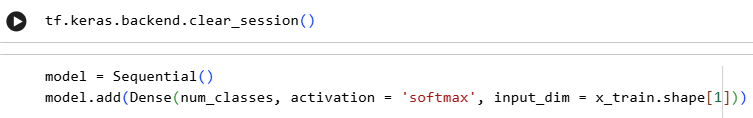 tf.keras.backend.clear_session()
model = Sequential()
model.add(Dense(num_classes, activation = 'softmax', input_dim = x_train.shape[1]))